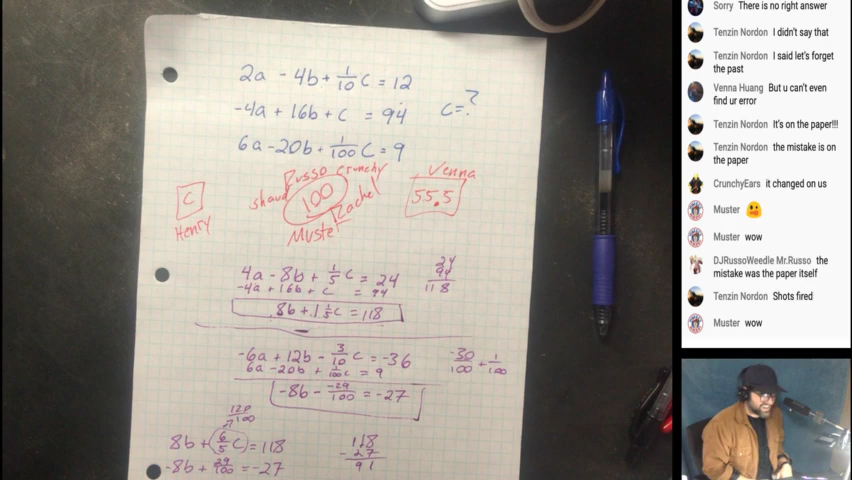 2a - 4b + 1/10 C = 12
-4a + 16b + C = 94 C = ?
6a - 20b + 1/100 C = 9
C
Henry
Russo Crunchy
shaud 100 Rachel
Muster
Venna
55.5
4a - 8b + 1/5 C = 24
-4a + 16b + C = 94
8b + 1 1/5 C = 118
24
94
118
-6a + 12b - 3/10 C = -36
6a - 20b + 1/100 C = 9
-8b - -29/100 = -27
-30/100 + 1/100
120/100
8b + 6/5 C = 118
-8b + 29/100 = -27
118
- 27
91
Sorry There is no right answer
Tenzin Nordon I didn't say that
Tenzin Nordon I said let's forget
the past
Venna Huang But u can't even
find ur error
Tenzin Nordon It's on the paper!!!
Tenzin Nordon the mistake is on
the paper
CrunchyEars it changed on us
Muster
Muster wow
DJRussoWeedle Mr.Russo the
mistake was the paper itself
Tenzin Nordon Shots fired
Muster wow